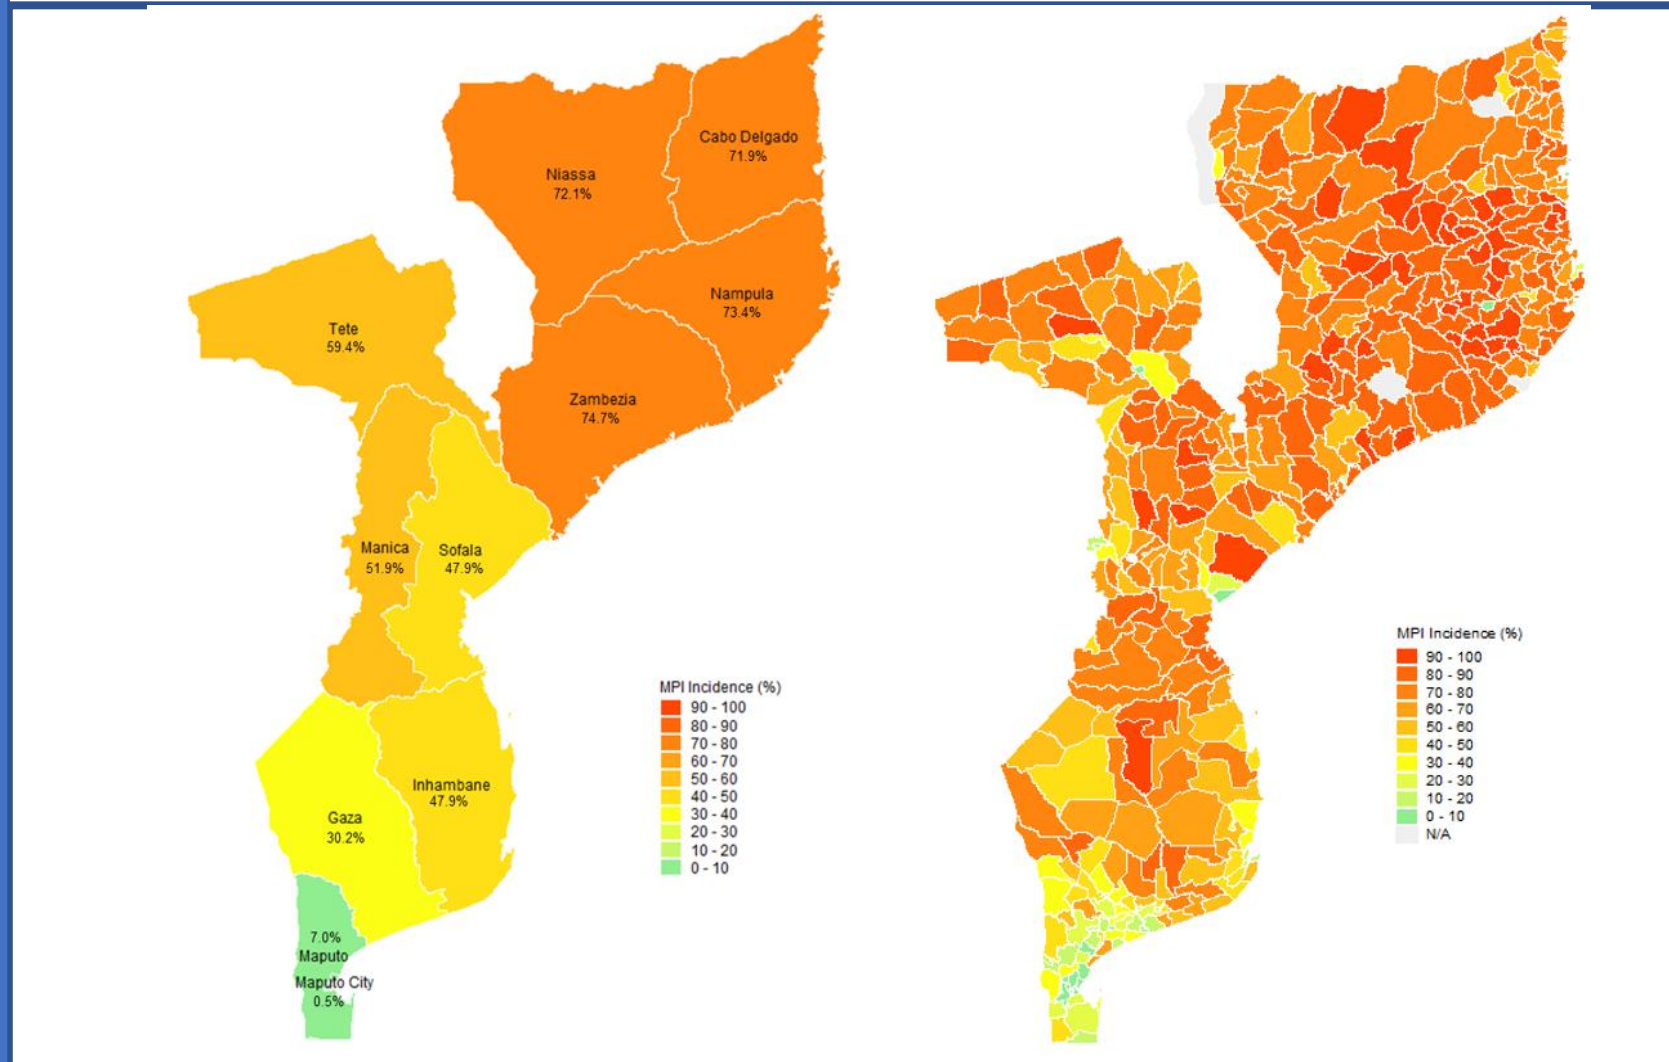 Cabo Delgado
71.9%
Niassa
72.1%
Nampula
73.4%
Tete
59.4%
Zambezia
74.7%
Manica
51.9%
Sofala
47.9%
Inhambane
47.9%
Gaza
30.2%
7.0%
Maputo
Maputo City
0.5%
MPI Incidence (%)
90 - 100
80 - 90
70 - 80
60 - 70
50 - 60
40 - 50
30 - 40
20 - 30
10 - 20
0 - 10
MPI Incidence (%)
90 - 100
80 - 90
70 - 80
60 - 70
50 - 60
40 - 50
30 - 40
20 - 30
10 - 20
0 - 10
N/A